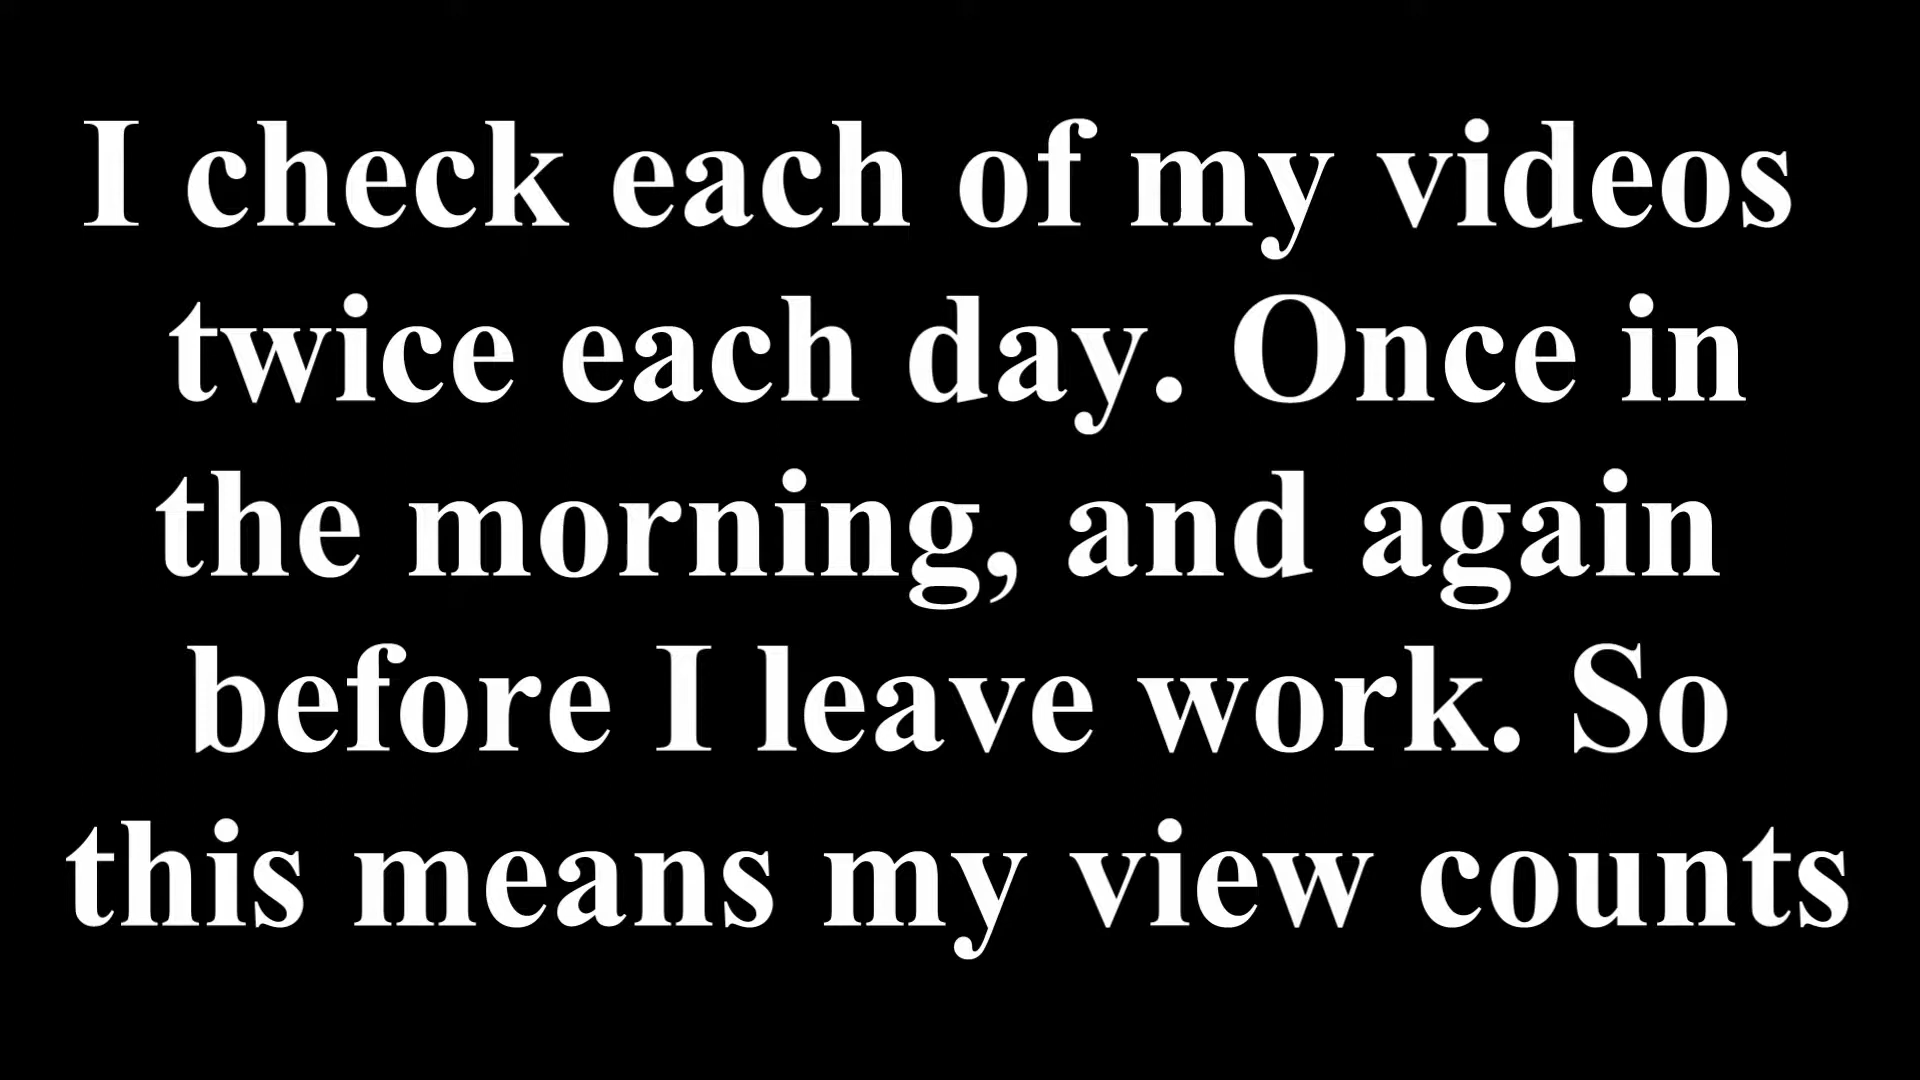 I check each of my videos
twice each day. Once in
the morning, and again
before I leave work. So
this means my view counts